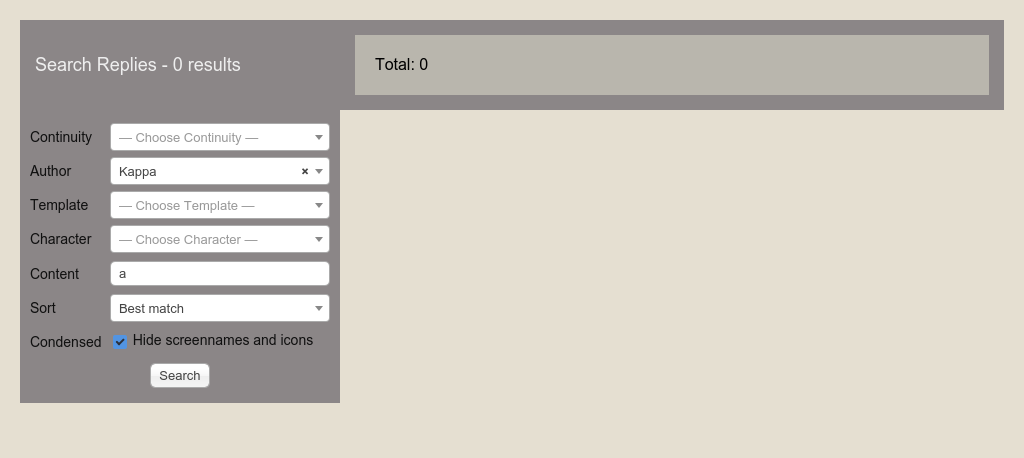 Search Replies - 0 results
Total: 0
Continuity — Choose Continuity —
Author Kappa ×
Template — Choose Template —
Character — Choose Character —
Content a
Sort Best match
Condensed Hide screennames and icons
Search